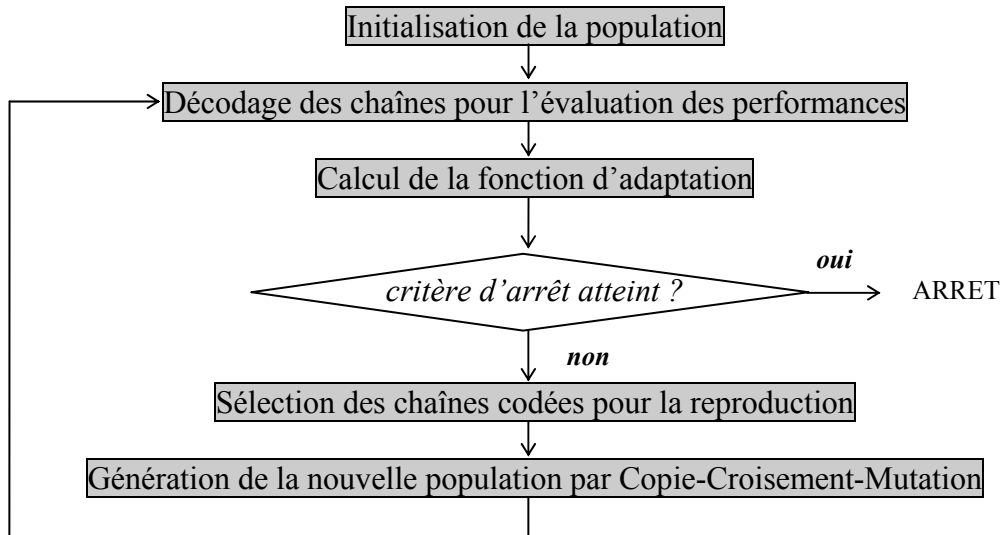 Initialisation de la population
Décodage des chaînes pour l’évaluation des performances
Calcul de la fonction d’adaptation
oui
critère d’arrêt atteint ?
ARRET
non
Sélection des chaînes codées pour la reproduction
Génération de la nouvelle population par Copie-Croisement-Mutation